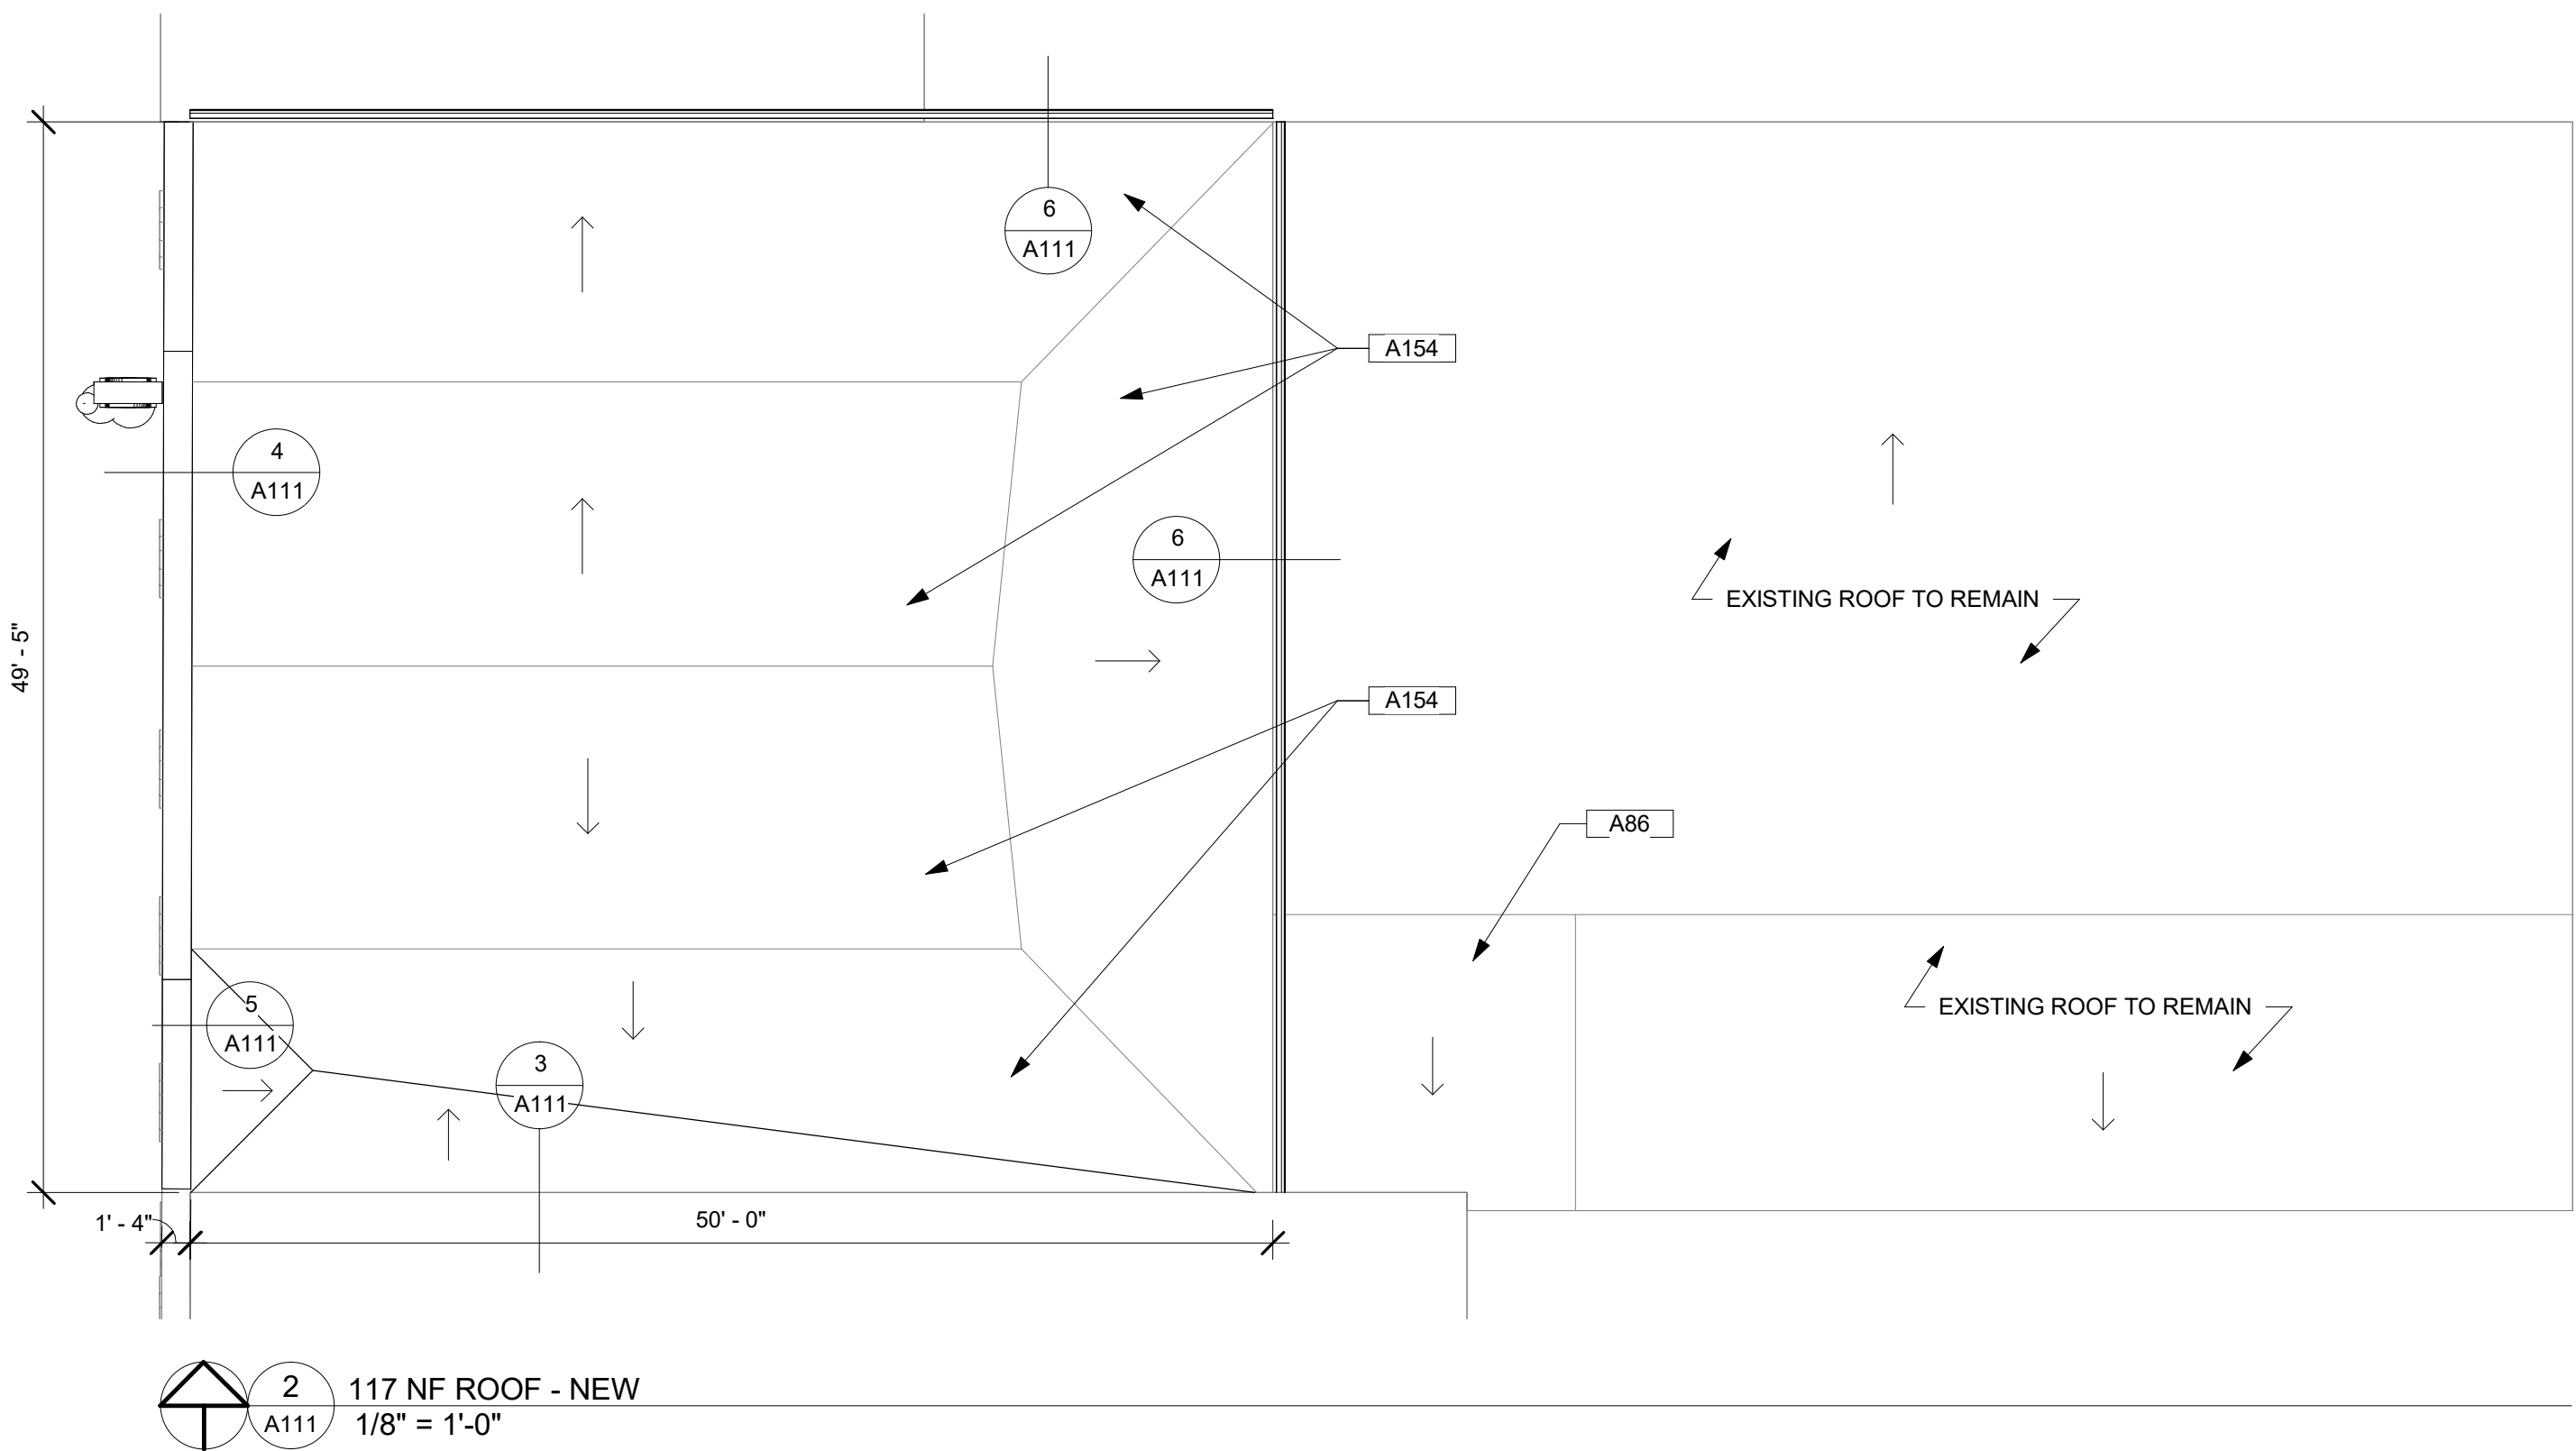 6
A111
A154
4
A111
6
A111
EXISTING ROOF TO REMAIN
49' - 5"
A154
A86
5
A111
EXISTING ROOF TO REMAIN
3
A111
1' - 4"
50' - 0"
2
A111
117 NF ROOF - NEW
1/8" = 1'-0"